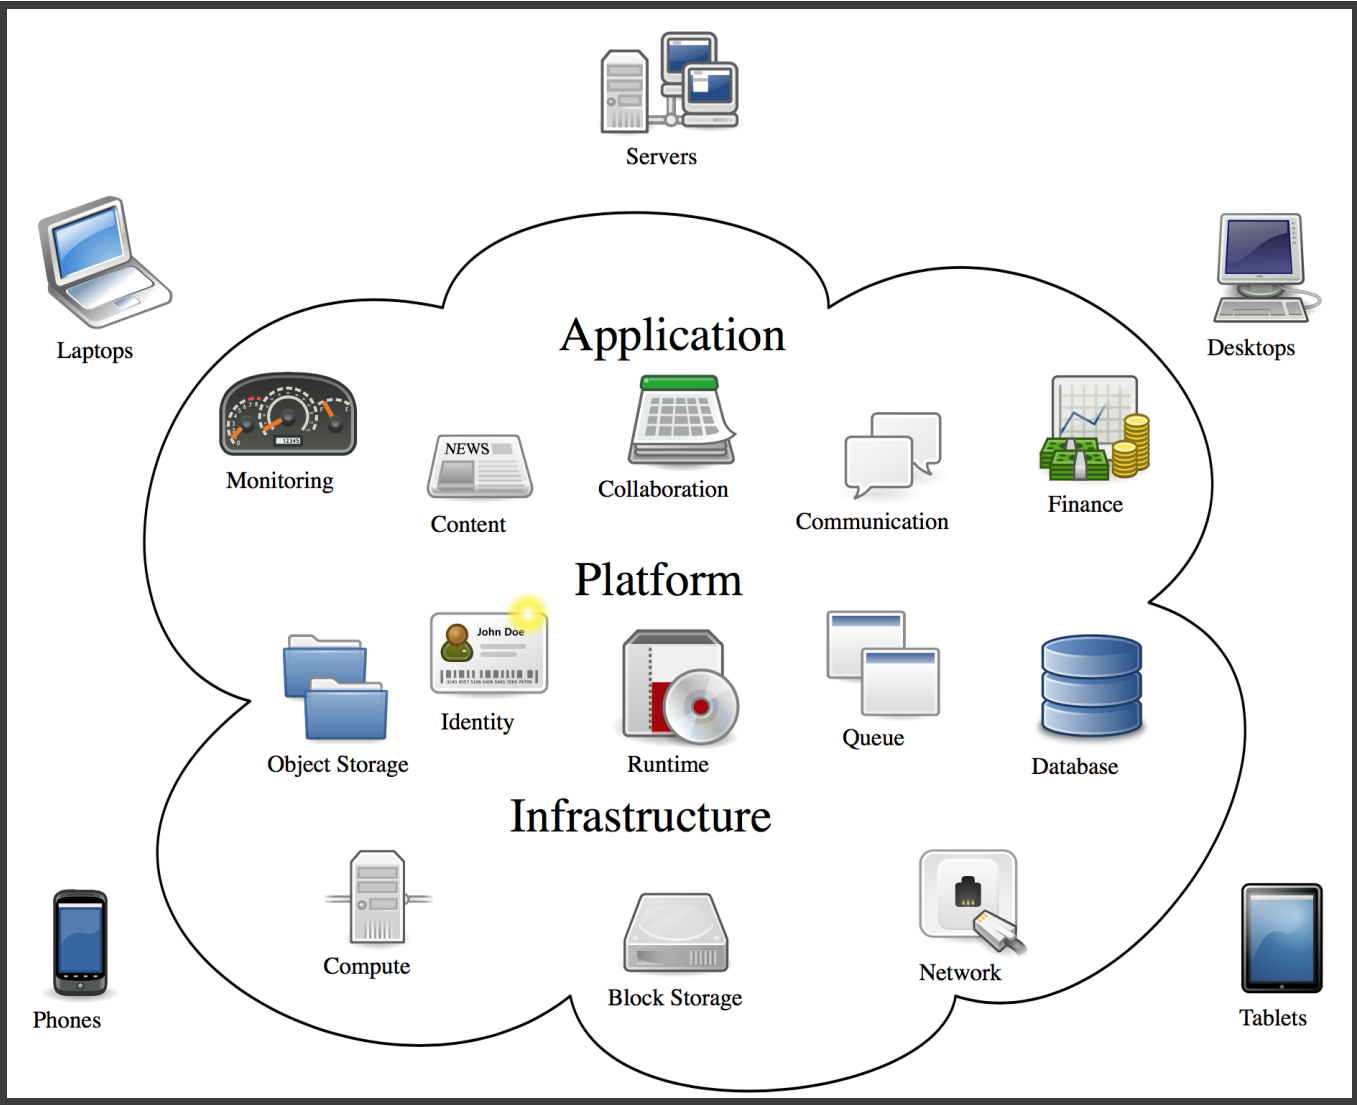 Servers
Laptops
Desktops
Application
Monitoring
NEWS
Content
Collaboration
Communication
Finance
Platform
Object Storage
John Doe
Identity
Runtime
Queue
Database
Infrastructure
Compute
Block Storage
Network
Phones
Tablets
12345